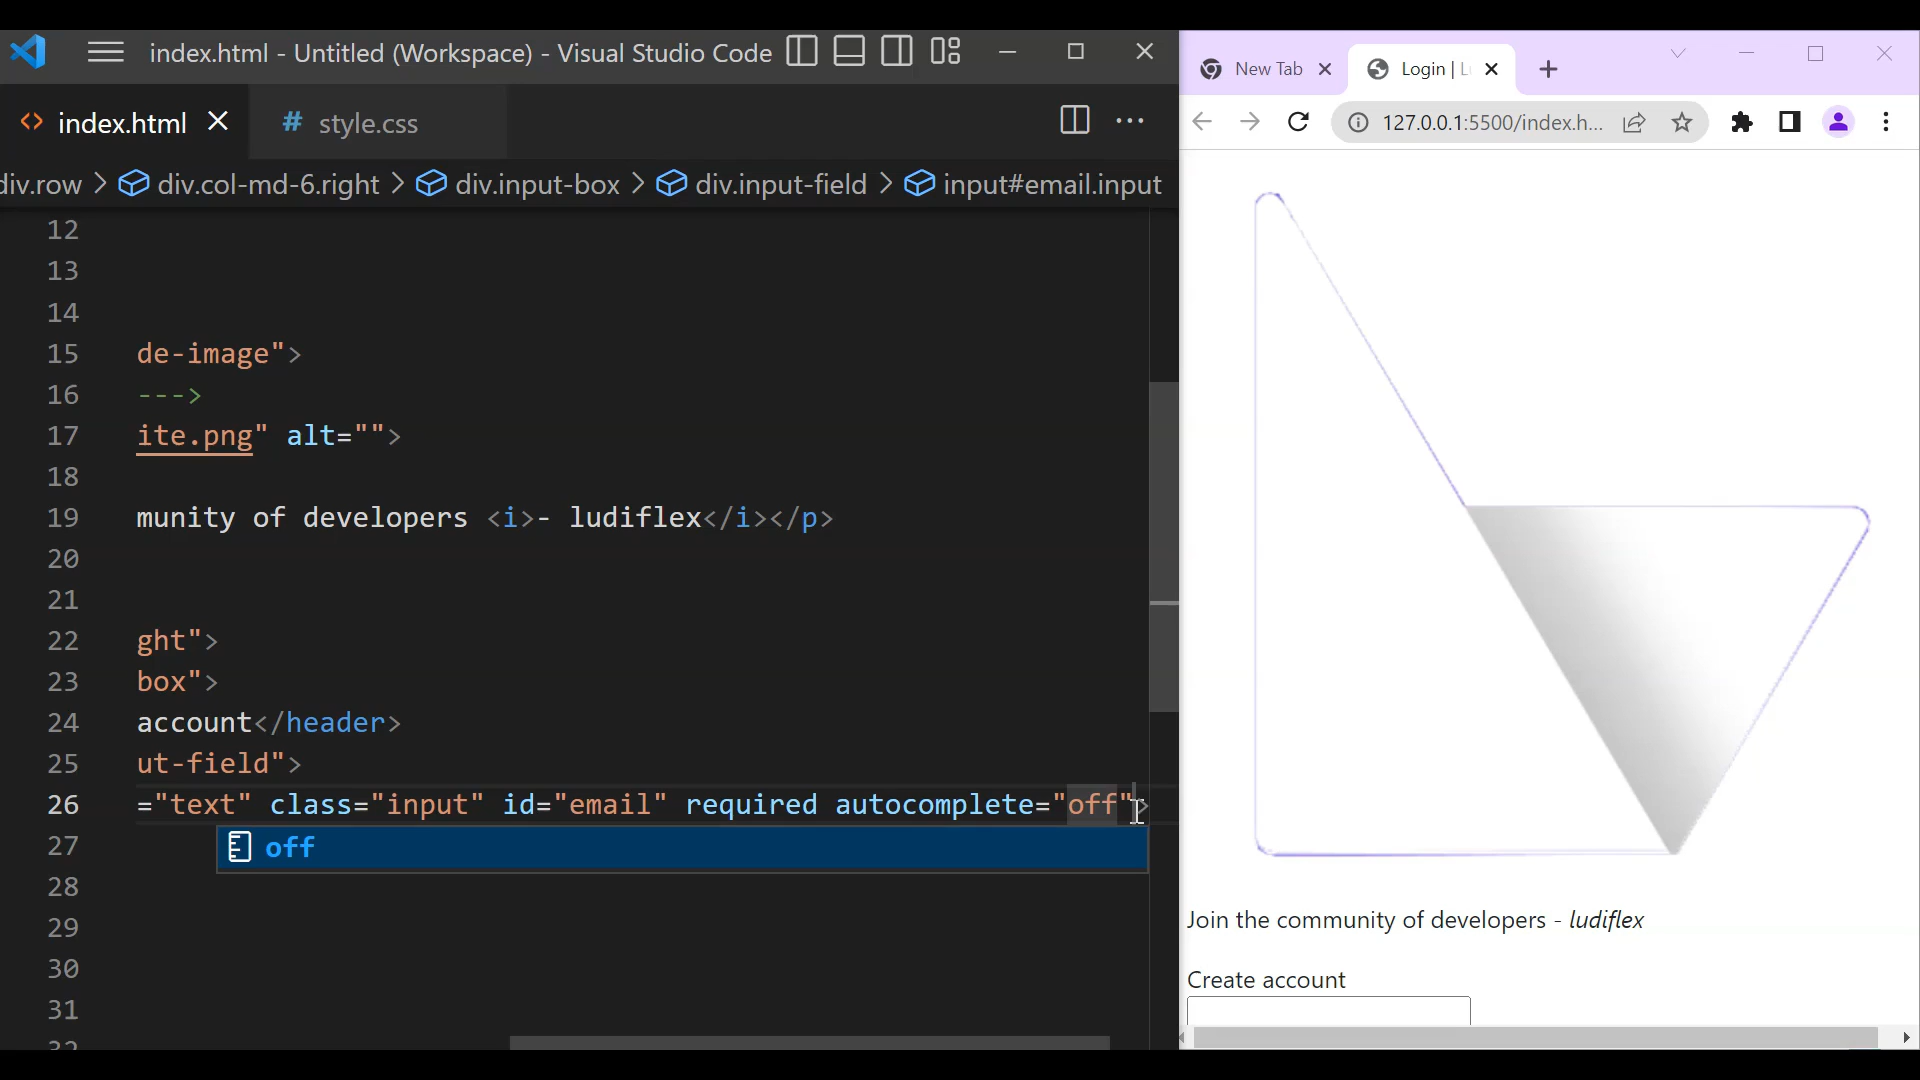 index.html - Untitled (Workspace) - Visual Studio Code
index.html
# style.css
div.row > div.col-md-6.right > div.input-box > div.input-field > input#email.input
12
13
14
15 de-image">
16 --->
17 ite.png" alt="">
18
19 munity of developers <i>- ludiflex</i></p>
20
21
22 ght">
23 box">
24 account</header>
25 ut-field">
26 ="text" class="input" id="email" required autocomplete="off">
off
27
28
29
30
31
32
New Tab
Login | L
127.0.0.1:5500/index.h...
Join the community of developers - ludiflex
Create account